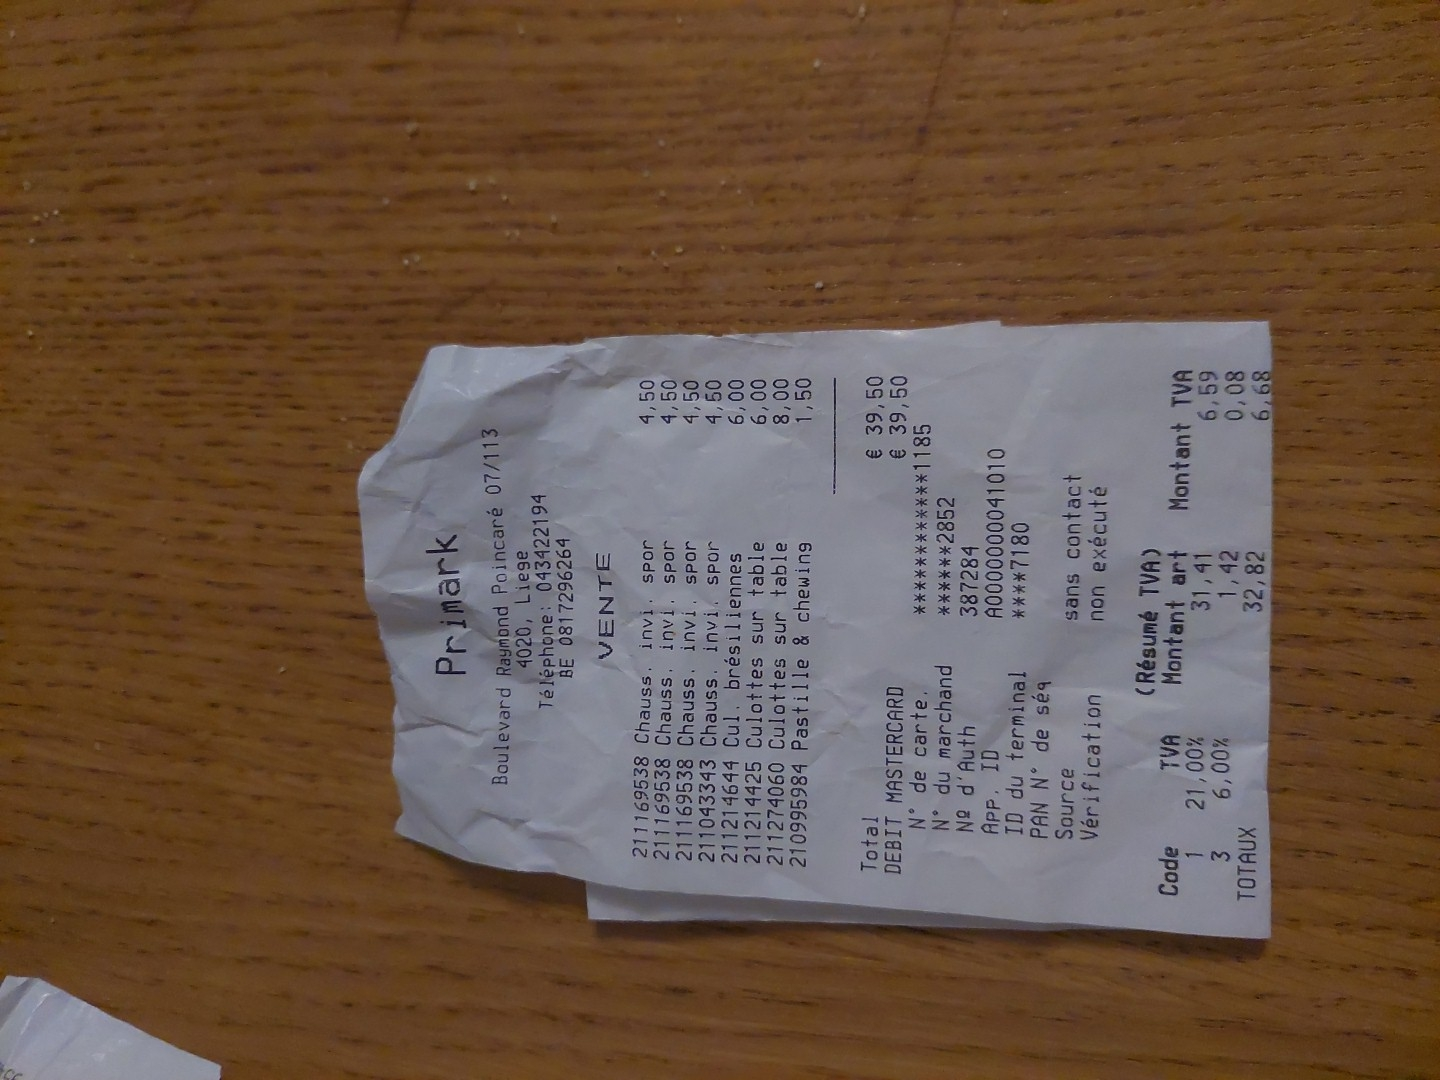 Primark
Boulevard Raymond Poincaré 07/113
4020, Liege
Téléphone: 043422194
BE 0817296264
VENTE
211169538 Chauss. invi. spor 4,50
211169538 Chauss. invi. spor 4,50
211169538 Chauss. invi. spor 4,50
211043343 Chauss. invi. spor 4,50
211214644 Cul. brésiliennes 6,00
211214425 Culottes sur table 6,00
211274060 Culottes sur table 8,00
210995984 Pastille & chewing 1,50
Total € 39,50
DEBIT MASTERCARD € 39,50
N° de carte. ************1185
N° du marchand ******2852
Nº d'Auth 387284
APP. ID A0000000041010
ID du terminal ****7180
PAN N° de séq
Source sans contact
Vérification non exécuté
(Résumé TVA)
Code TVA Montant art Montant TVA
1 21,00% 31,41 6,59
3 6,00% 1,42 0,08
TOTAUX 32,82 6,68